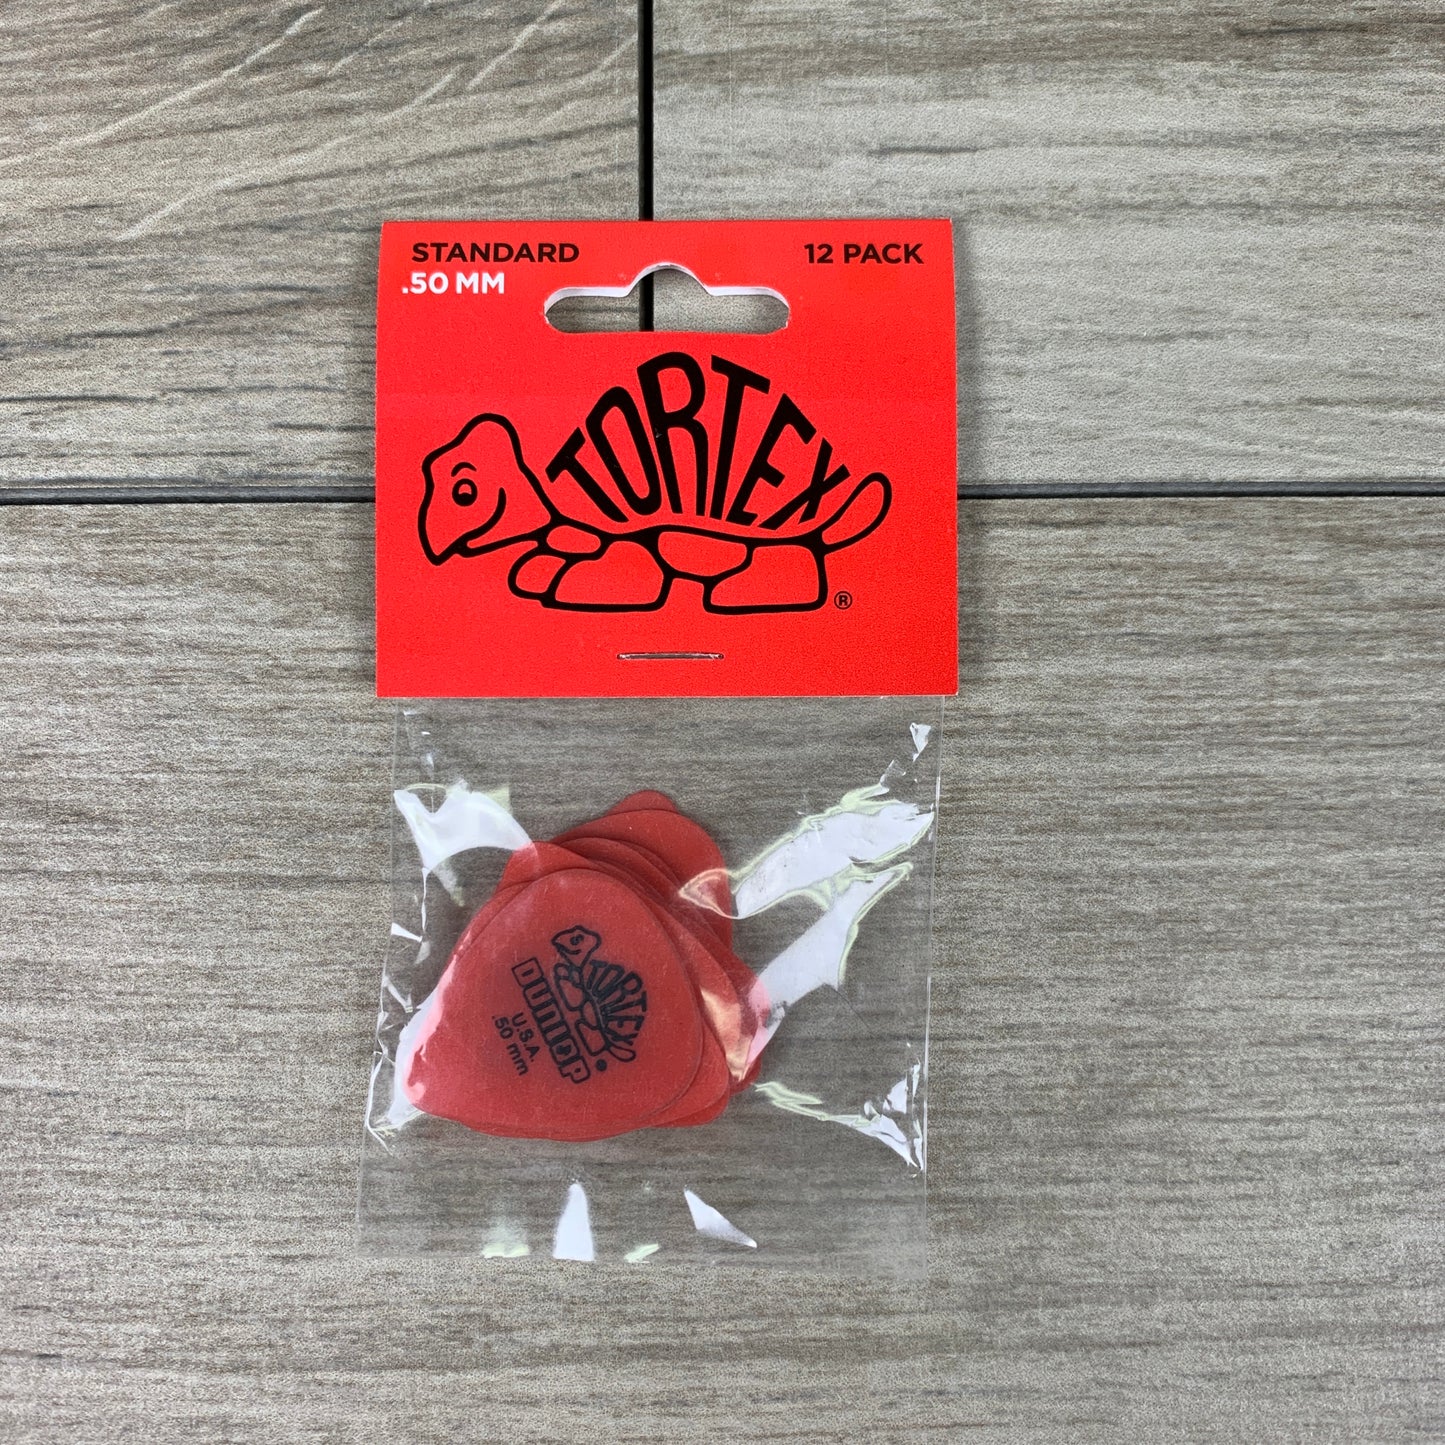 STANDARD
.50 MM
12 PACK
TORTEX
®
TORTEX
DUNLOP
U.S.A.
.50 mm